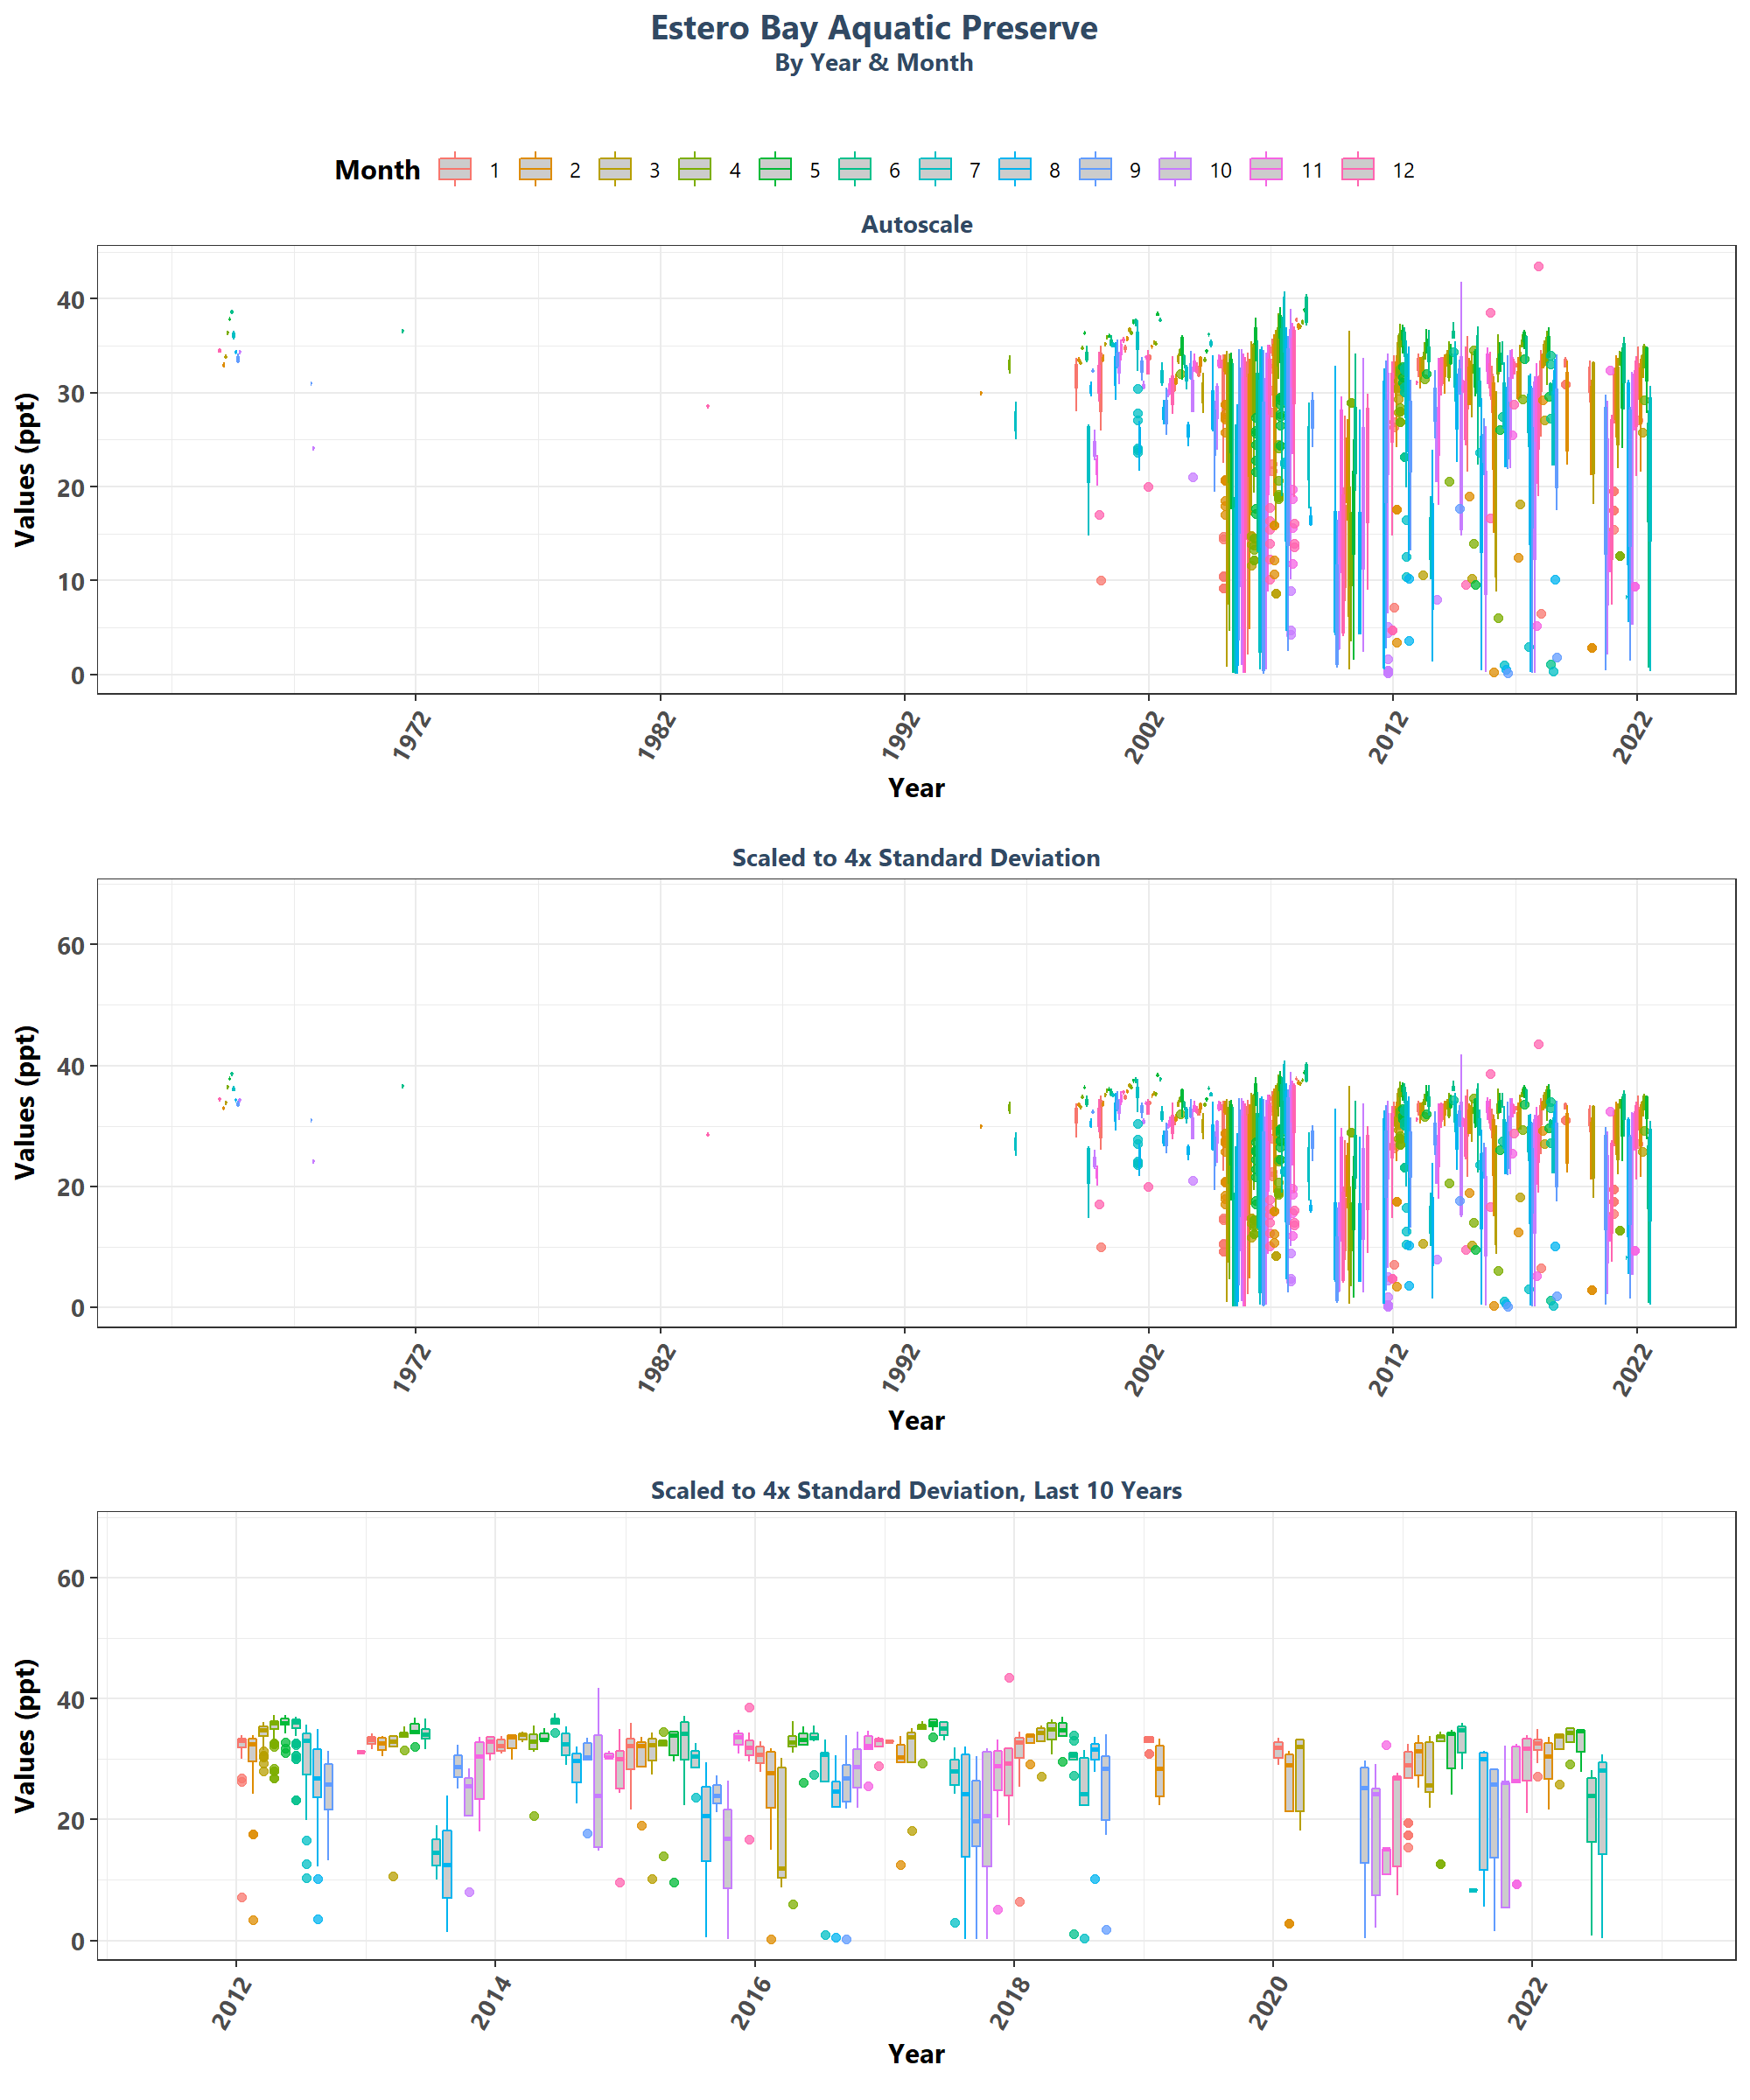 Estero Bay Aquatic Preserve
By Year & Month
Month 1 2 3 4 5 6 7 8 9 10 11 12
Autoscale
Values (ppt)
40
30
20
10
0
1972 1982 1992 2002 2012 2022
Year
Scaled to 4x Standard Deviation
Values (ppt)
60
40
20
0
1972 1982 1992 2002 2012 2022
Year
Scaled to 4x Standard Deviation, Last 10 Years
Values (ppt)
60
40
20
0
2012 2014 2016 2018 2020 2022
Year